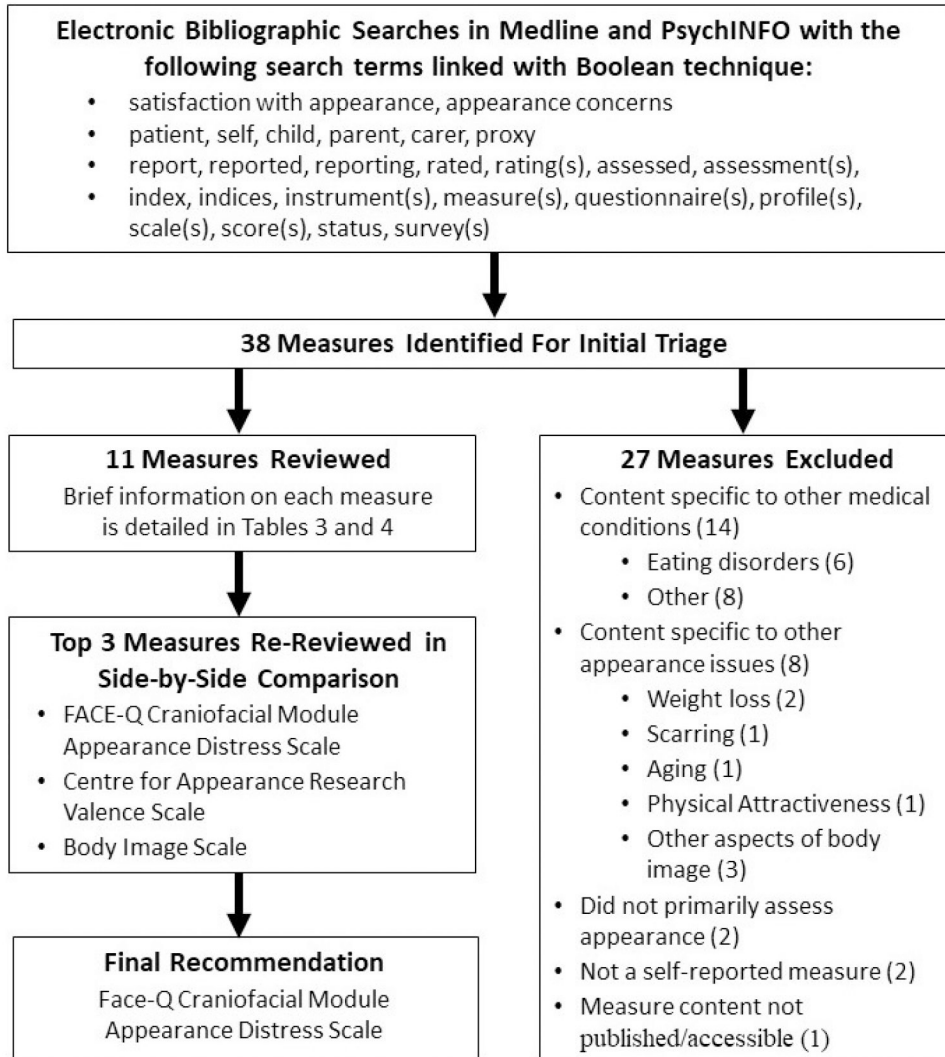 Electronic Bibliographic Searches in Medline and PsychINFO with the
following search terms linked with Boolean technique:
• satisfaction with appearance, appearance concerns
• patient, self, child, parent, carer, proxy
• report, reported, reporting, rated, rating(s), assessed, assessment(s),
• index, indices, instrument(s), measure(s), questionnaire(s), profile(s),
scale(s), score(s), status, survey(s)
38 Measures Identified For Initial Triage
11 Measures Reviewed
Brief information on each measure
is detailed in Tables 3 and 4
Top 3 Measures Re-Reviewed in
Side-by-Side Comparison
• FACE-Q Craniofacial Module
Appearance Distress Scale
• Centre for Appearance Research
Valence Scale
• Body Image Scale
Final Recommendation
Face-Q Craniofacial Module
Appearance Distress Scale
27 Measures Excluded
• Content specific to other medical
conditions (14)
• Eating disorders (6)
• Other (8)
• Content specific to other
appearance issues (8)
• Weight loss (2)
• Scarring (1)
• Aging (1)
• Physical Attractiveness (1)
• Other aspects of body
image (3)
• Did not primarily assess
appearance (2)
• Not a self-reported measure (2)
• Measure content not
published/accessible (1)